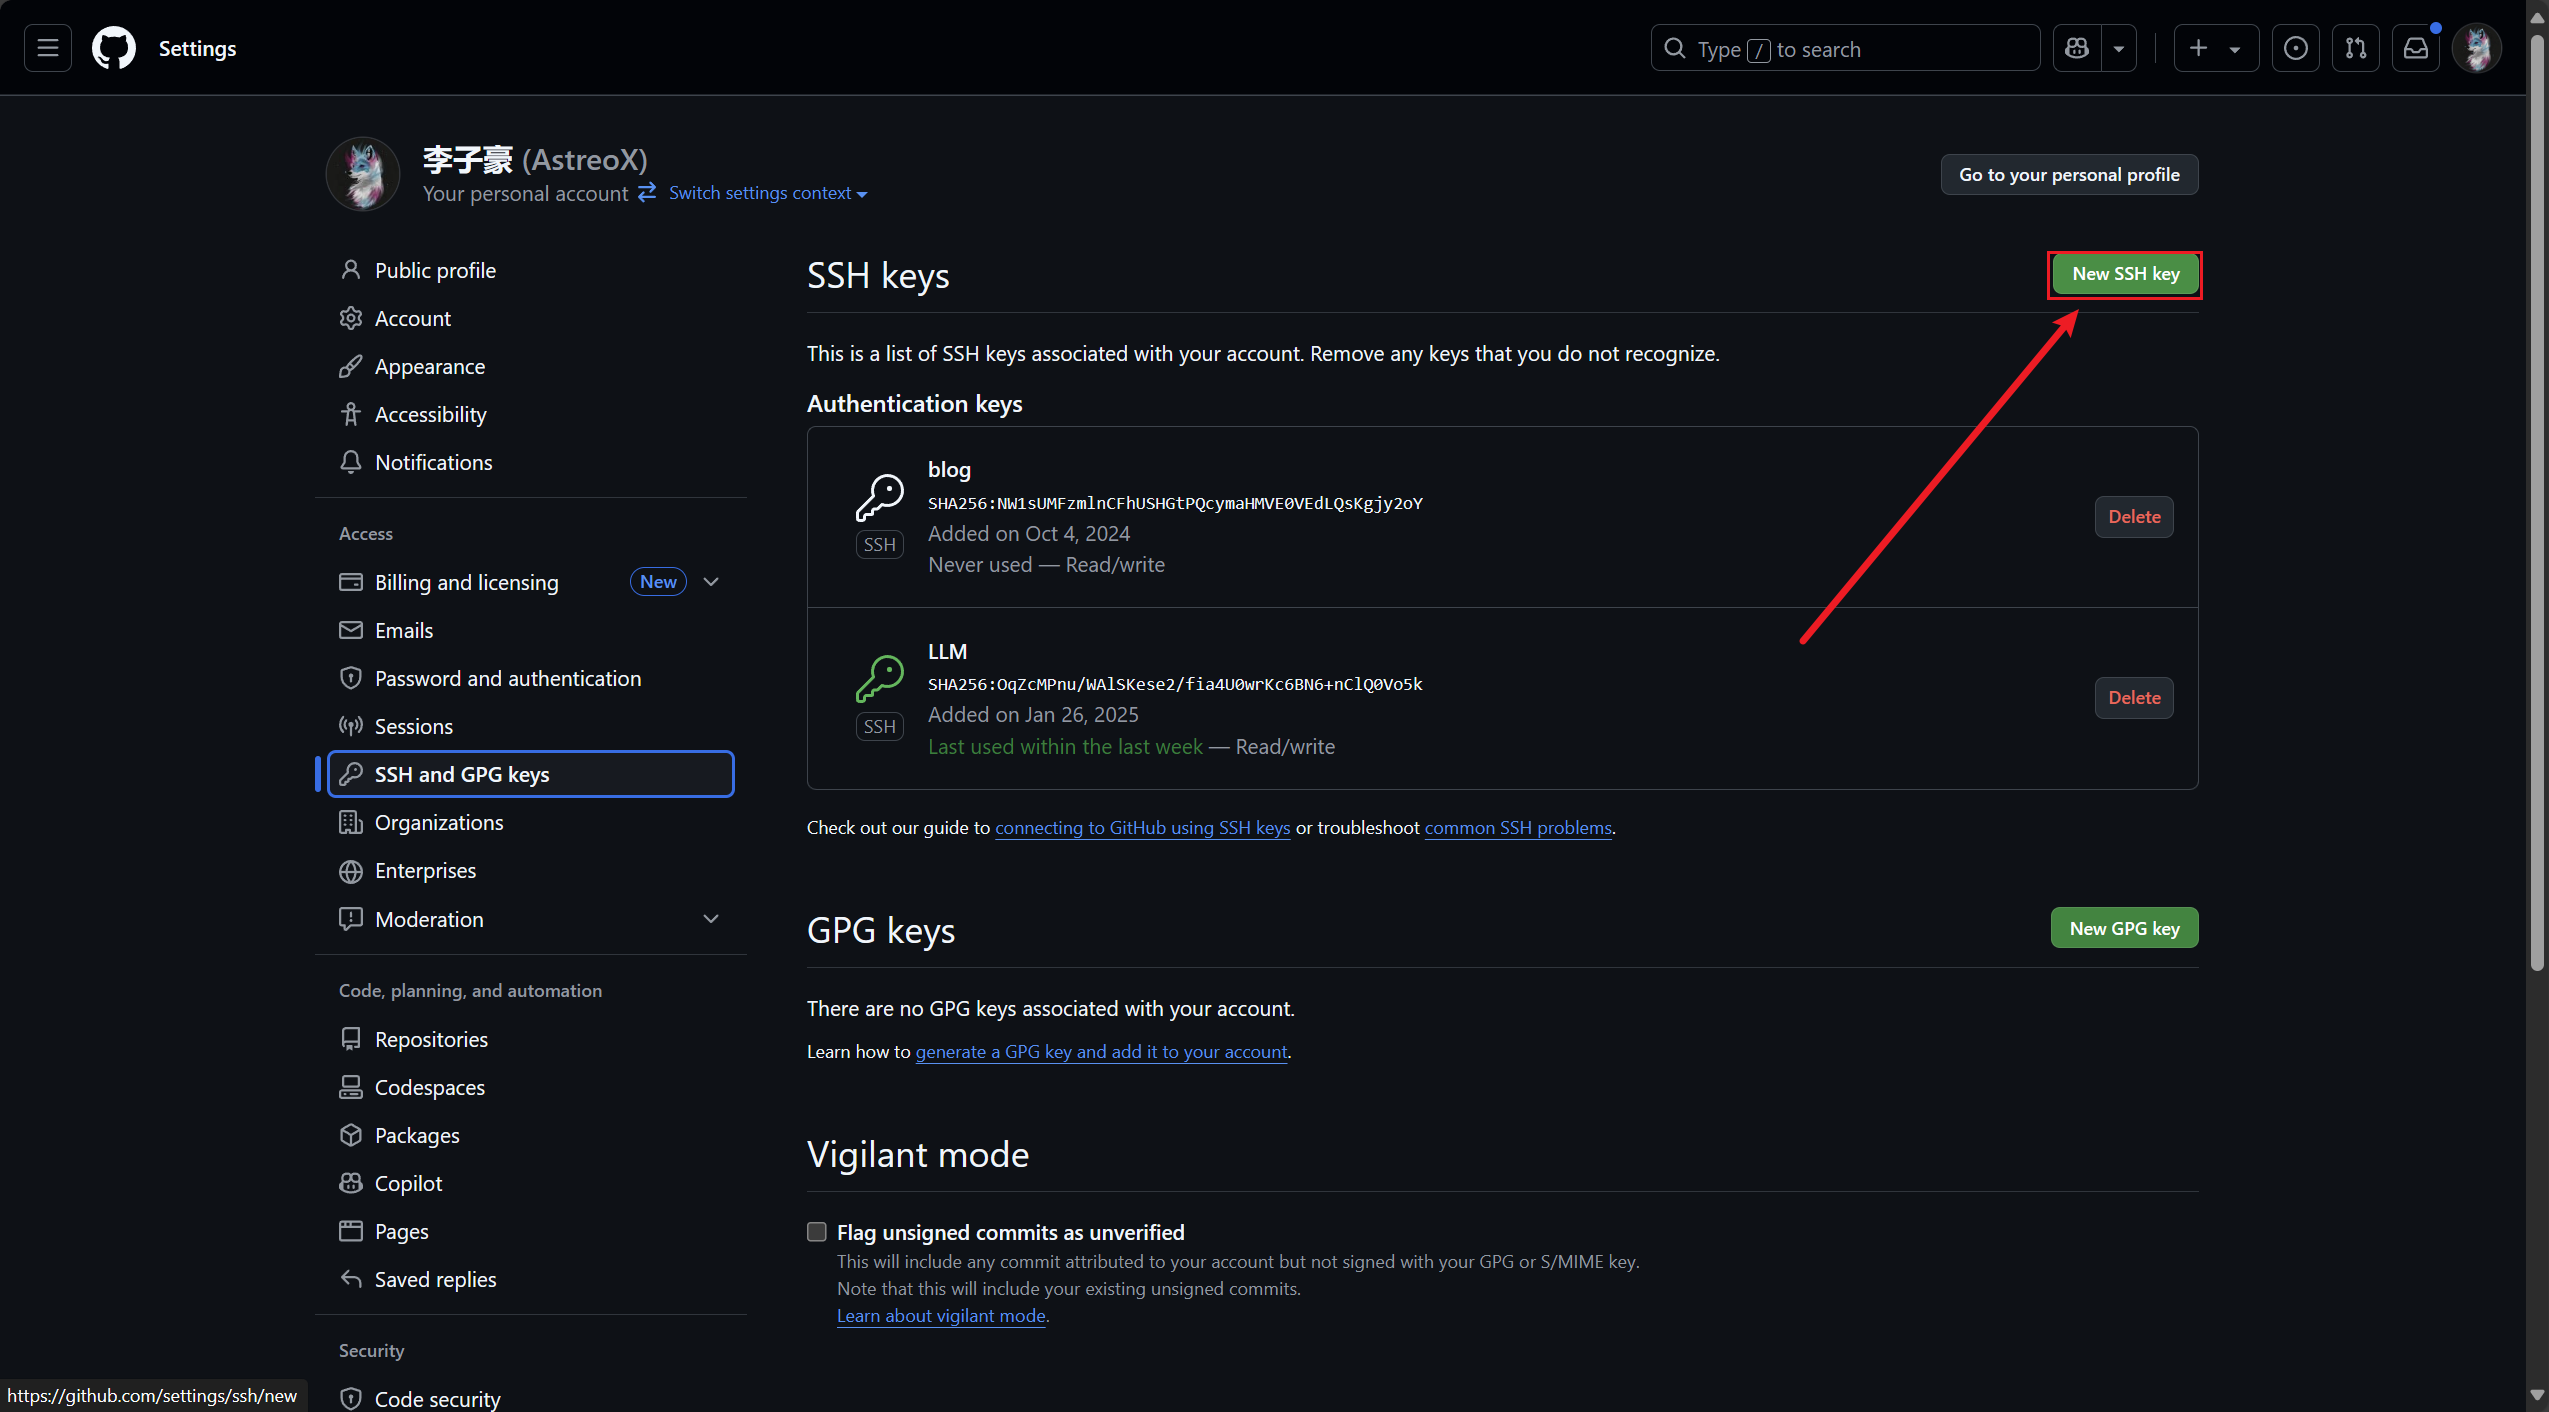 Settings
Type / to search
李子豪 (AstreoX)
Your personal account Switch settings context
Go to your personal profile
Public profile
Account
Appearance
Accessibility
Notifications
Access
Billing and licensing New
Emails
Password and authentication
Sessions
SSH and GPG keys
Organizations
Enterprises
Moderation
Code, planning, and automation
Repositories
Codespaces
Packages
Copilot
Pages
Saved replies
Security
Code security
SSH keys
New SSH key
This is a list of SSH keys associated with your account. Remove any keys that you do not recognize.
Authentication keys
blog
SHA256:NW1sUMFzmlnCFhUSHGtPQcymaHMVE0VEdLQsKgjy2oY
Added on Oct 4, 2024
Never used — Read/write
SSH
Delete
LLM
SHA256:OqZcMPnu/WAlSKese2/fia4U0wrKc6BN6+nClQ0Vo5k
Added on Jan 26, 2025
Last used within the last week — Read/write
SSH
Delete
Check out our guide to connecting to GitHub using SSH keys or troubleshoot common SSH problems.
GPG keys
New GPG key
There are no GPG keys associated with your account.
Learn how to generate a GPG key and add it to your account.
Vigilant mode
Flag unsigned commits as unverified
This will include any commit attributed to your account but not signed with your GPG or S/MIME key.
Note that this will include your existing unsigned commits.
Learn about vigilant mode.
https://github.com/settings/ssh/new